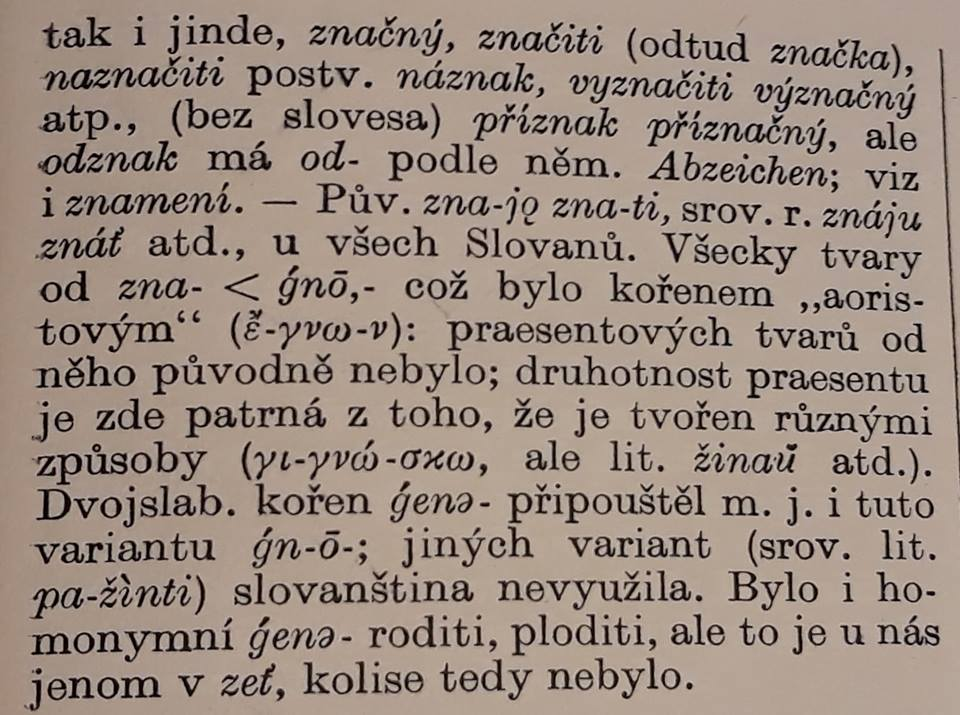 tak i jinde, značný, značiti (odtud značka),
naznačiti postv. náznak, vyznačiti význačný
atp., (bez slovesa) příznak příznačný, ale
odznak má od- podle něm. Abzeichen; viz
i znamení. — Pův. zna-jǫ zna-ti, srov. r. znáju
znáť atd., u všech Slovanů. Všecky tvary
od zna- < ǵnō,- což bylo kořenem „aoris-
tovým“ (ἔ-γνω-ν): praesentových tvarů od
něho původně nebylo; druhotnost praesentu
je zde patrná z toho, že je tvořen různými
způsoby (γι-γνώ-σκω, ale lit. žinaũ atd.).
Dvojslab. kořen ǵenə- připouštěl m. j. i tuto
variantu ǵn-ō-; jiných variant (srov. lit.
pa-žìnti) slovanština nevyužila. Bylo i ho-
monymní ǵenə- roditi, ploditi, ale to je u nás
jenom v zeť, kolise tedy nebylo.